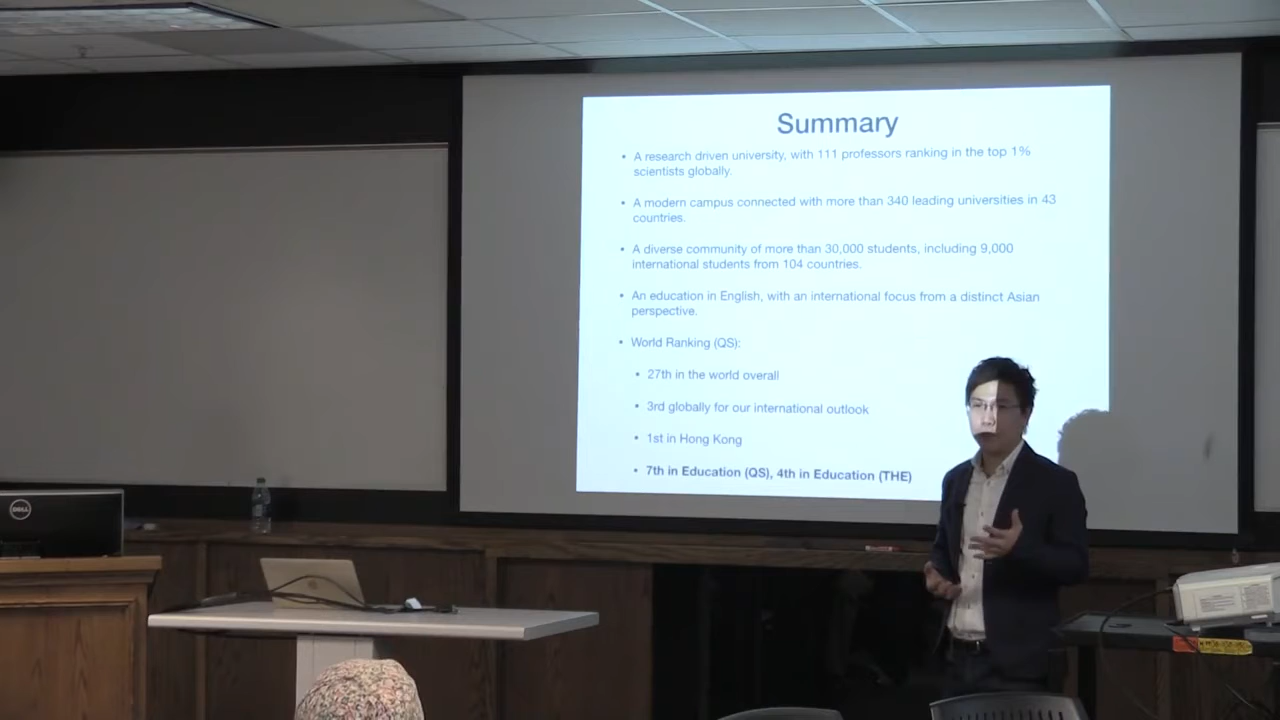 Summary
• A research driven university, with 111 professors ranking in the top 1%
scientists globally.
• A modern campus connected with more than 340 leading universities in 43
countries.
• A diverse community of more than 30,000 students, including 9,000
international students from 104 countries.
• An education in English, with an international focus from a distinct Asian
perspective.
• World Ranking (QS):
• 27th in the world overall
• 3rd globally for our international outlook
• 1st in Hong Kong
• 7th in Education (QS), 4th in Education (THE)
DELL